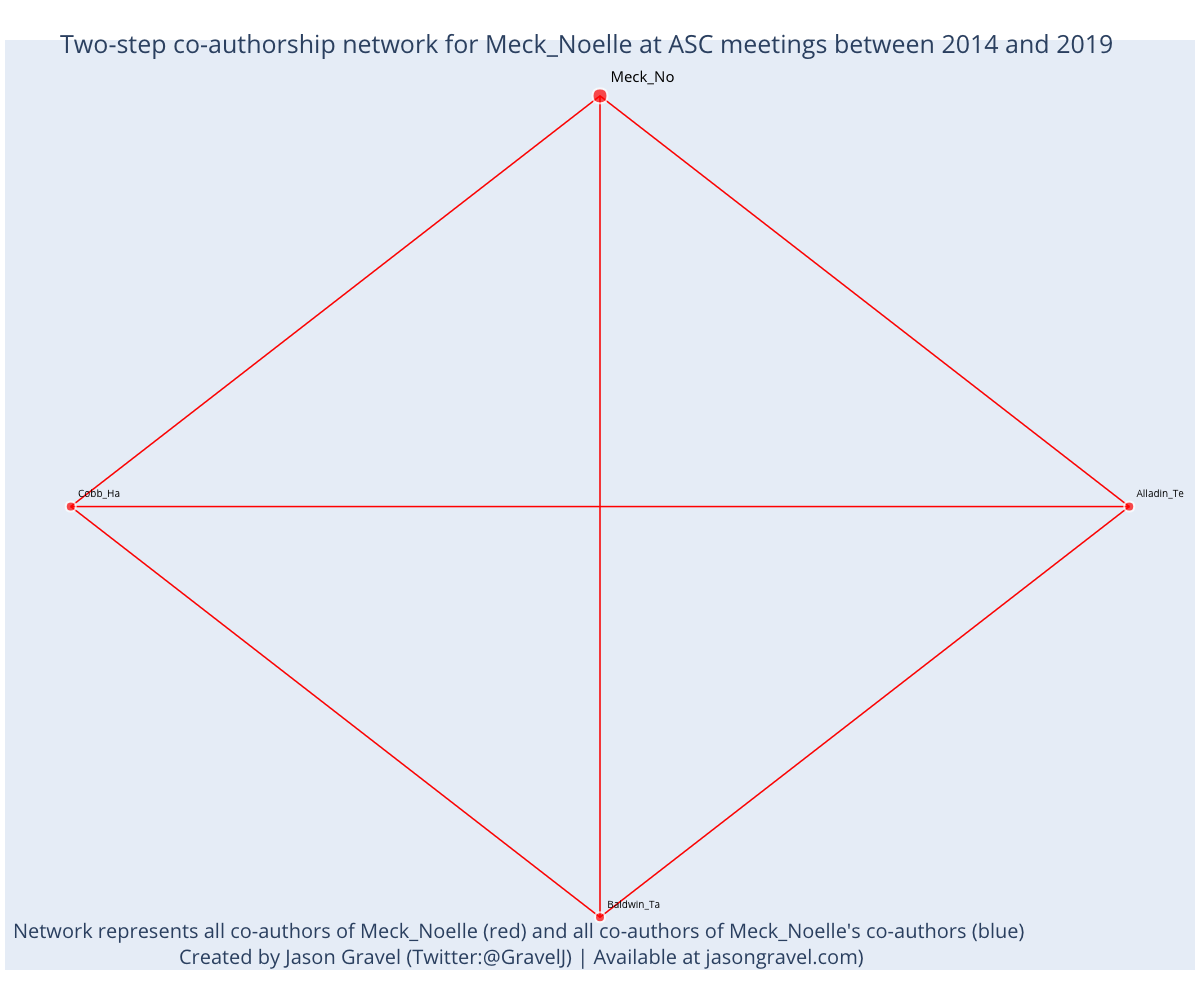 Two-step co-authorship network for Meck_Noelle at ASC meetings between 2014 and 2019
Meck_No
Cobb_Ha
Alladin_Te
Baldwin_Ta
Network represents all co-authors of Meck_Noelle (red) and all co-authors of Meck_Noelle's co-authors (blue)
Created by Jason Gravel (Twitter:@GravelJ) | Available at jasongravel.com)